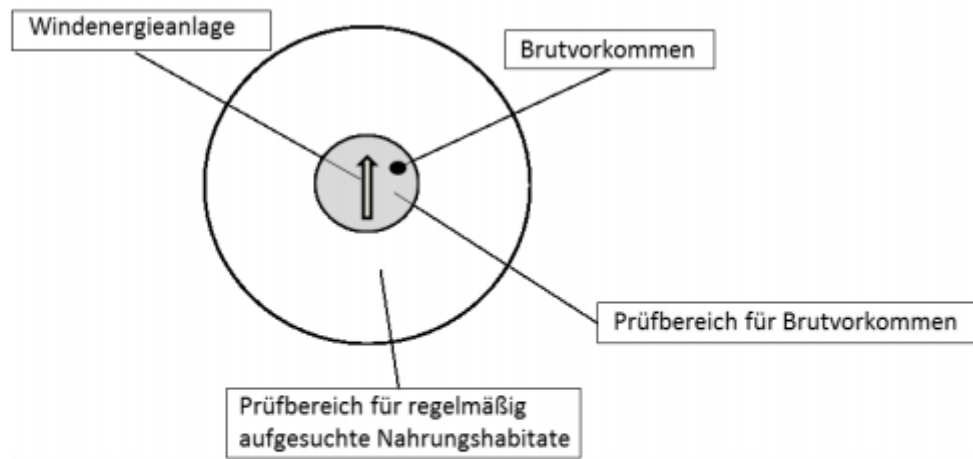 Windenergieanlage
Brutvorkommen
Prüfbereich für Brutvorkommen
Prüfbereich für regelmäßig
aufgesuchte Nahrungshabitate